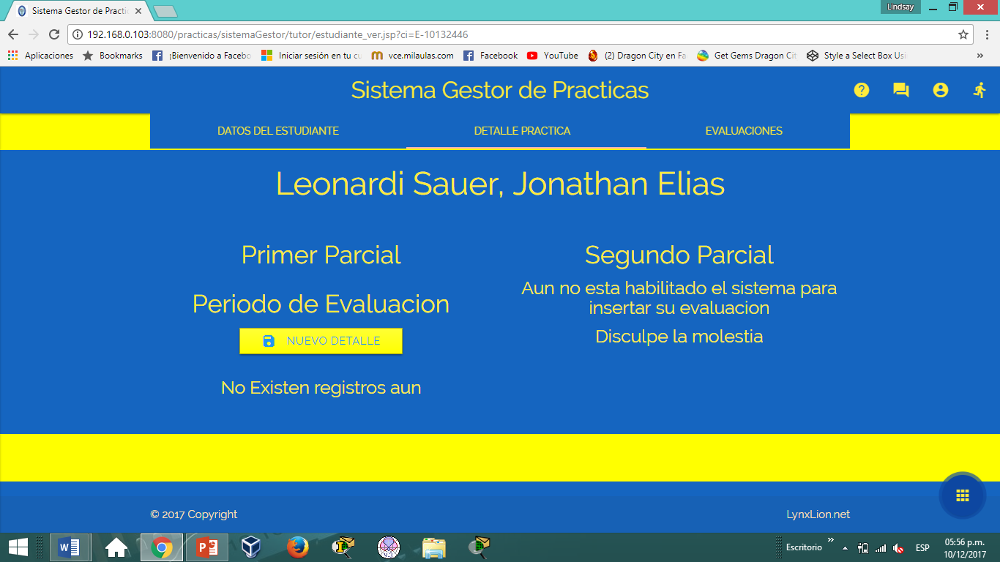 Lindsay
Sistema Gestor de Practic
192.168.0.103:8080/practicas/sistemaGestor/tutor/estudiante_ver.jsp?ci=E-10132446
Aplicaciones Bookmarks ¡Bienvenido a Facebo Iniciar sesión en tu cu vce.milaulas.com Facebook YouTube (2) Dragon City en Fa Get Gems Dragon Cit Style a Select Box Usi »
Sistema Gestor de Practicas
DATOS DEL ESTUDIANTE DETALLE PRACTICA EVALUACIONES
Leonardi Sauer, Jonathan Elias
Primer Parcial
Periodo de Evaluacion
NUEVO DETALLE
No Existen registros aun
Segundo Parcial
Aun no esta habilitado el sistema para
insertar su evaluacion
Disculpe la molestia
© 2017 Copyright LynxLion.net
Escritorio » ESP 05:56 p.m.
10/12/2017